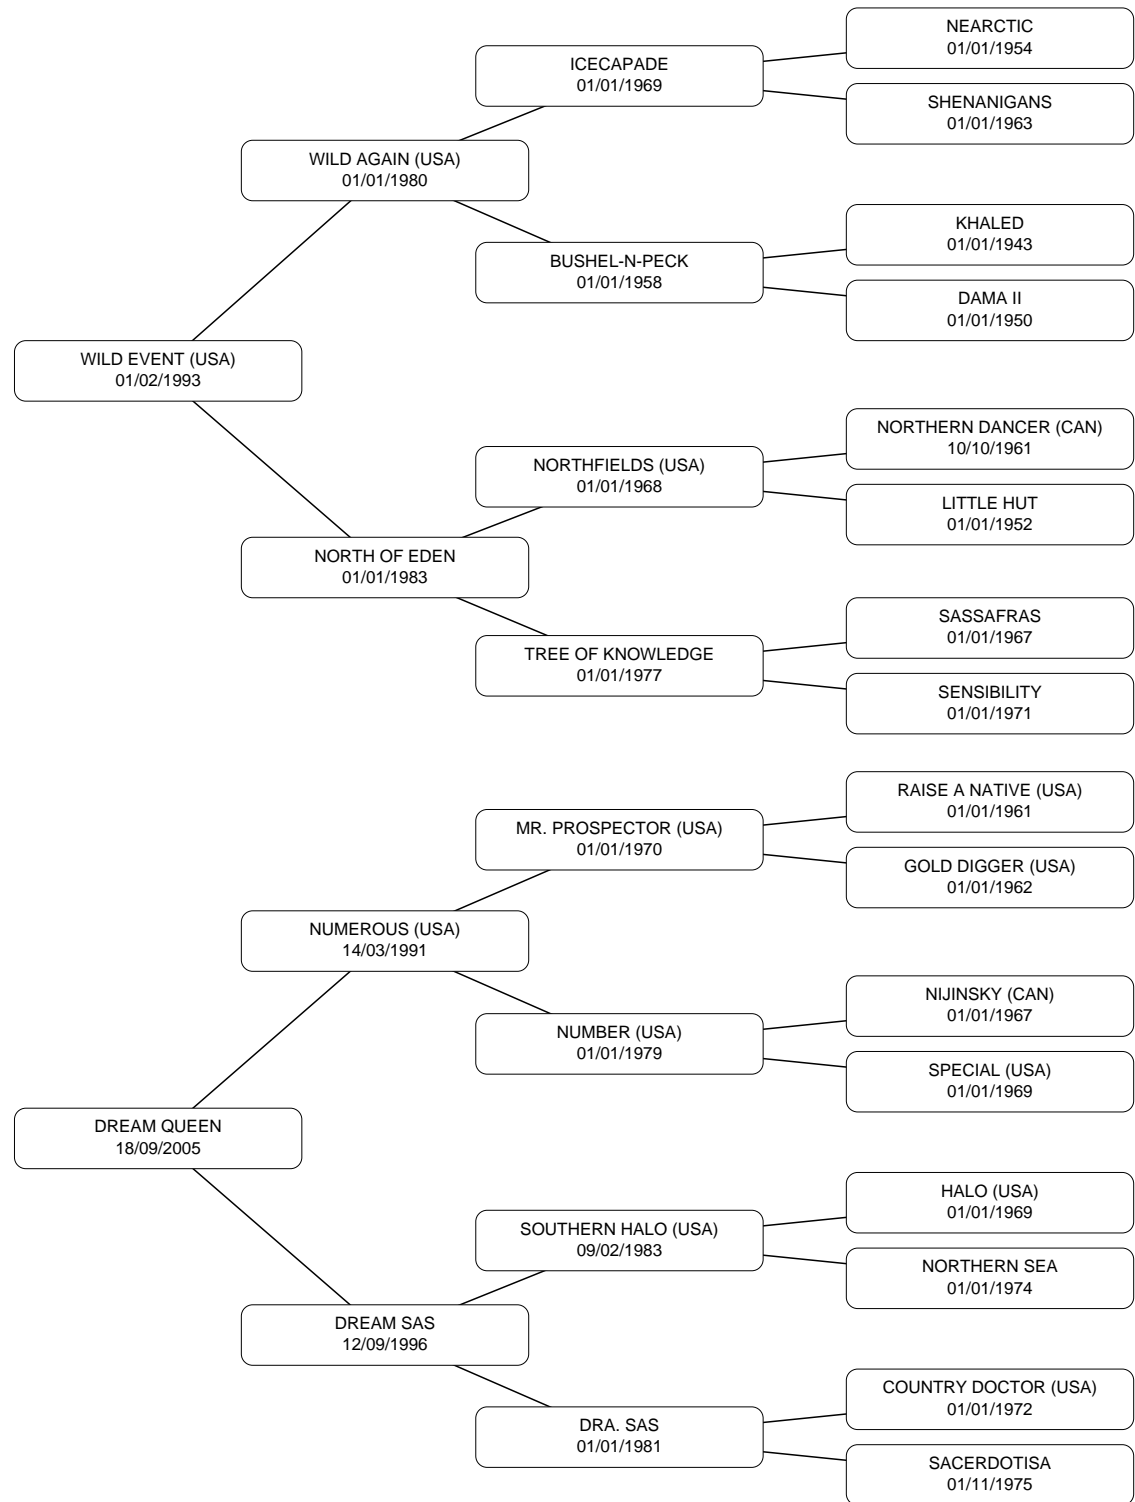 NEARCTIC
01/01/1954
ICECAPADE
01/01/1969
SHENANIGANS
01/01/1963
WILD AGAIN (USA)
01/01/1980
KHALED
01/01/1943
BUSHEL-N-PECK
01/01/1958
DAMA II
01/01/1950
WILD EVENT (USA)
01/02/1993
NORTHERN DANCER (CAN)
10/10/1961
NORTHFIELDS (USA)
01/01/1968
LITTLE HUT
01/01/1952
NORTH OF EDEN
01/01/1983
SASSAFRAS
01/01/1967
TREE OF KNOWLEDGE
01/01/1977
SENSIBILITY
01/01/1971
RAISE A NATIVE (USA)
01/01/1961
MR. PROSPECTOR (USA)
01/01/1970
GOLD DIGGER (USA)
01/01/1962
NUMEROUS (USA)
14/03/1991
NIJINSKY (CAN)
01/01/1967
NUMBER (USA)
01/01/1979
SPECIAL (USA)
01/01/1969
DREAM QUEEN
18/09/2005
HALO (USA)
01/01/1969
SOUTHERN HALO (USA)
09/02/1983
NORTHERN SEA
01/01/1974
DREAM SAS
12/09/1996
COUNTRY DOCTOR (USA)
01/01/1972
DRA. SAS
01/01/1981
SACERDOTISA
01/11/1975